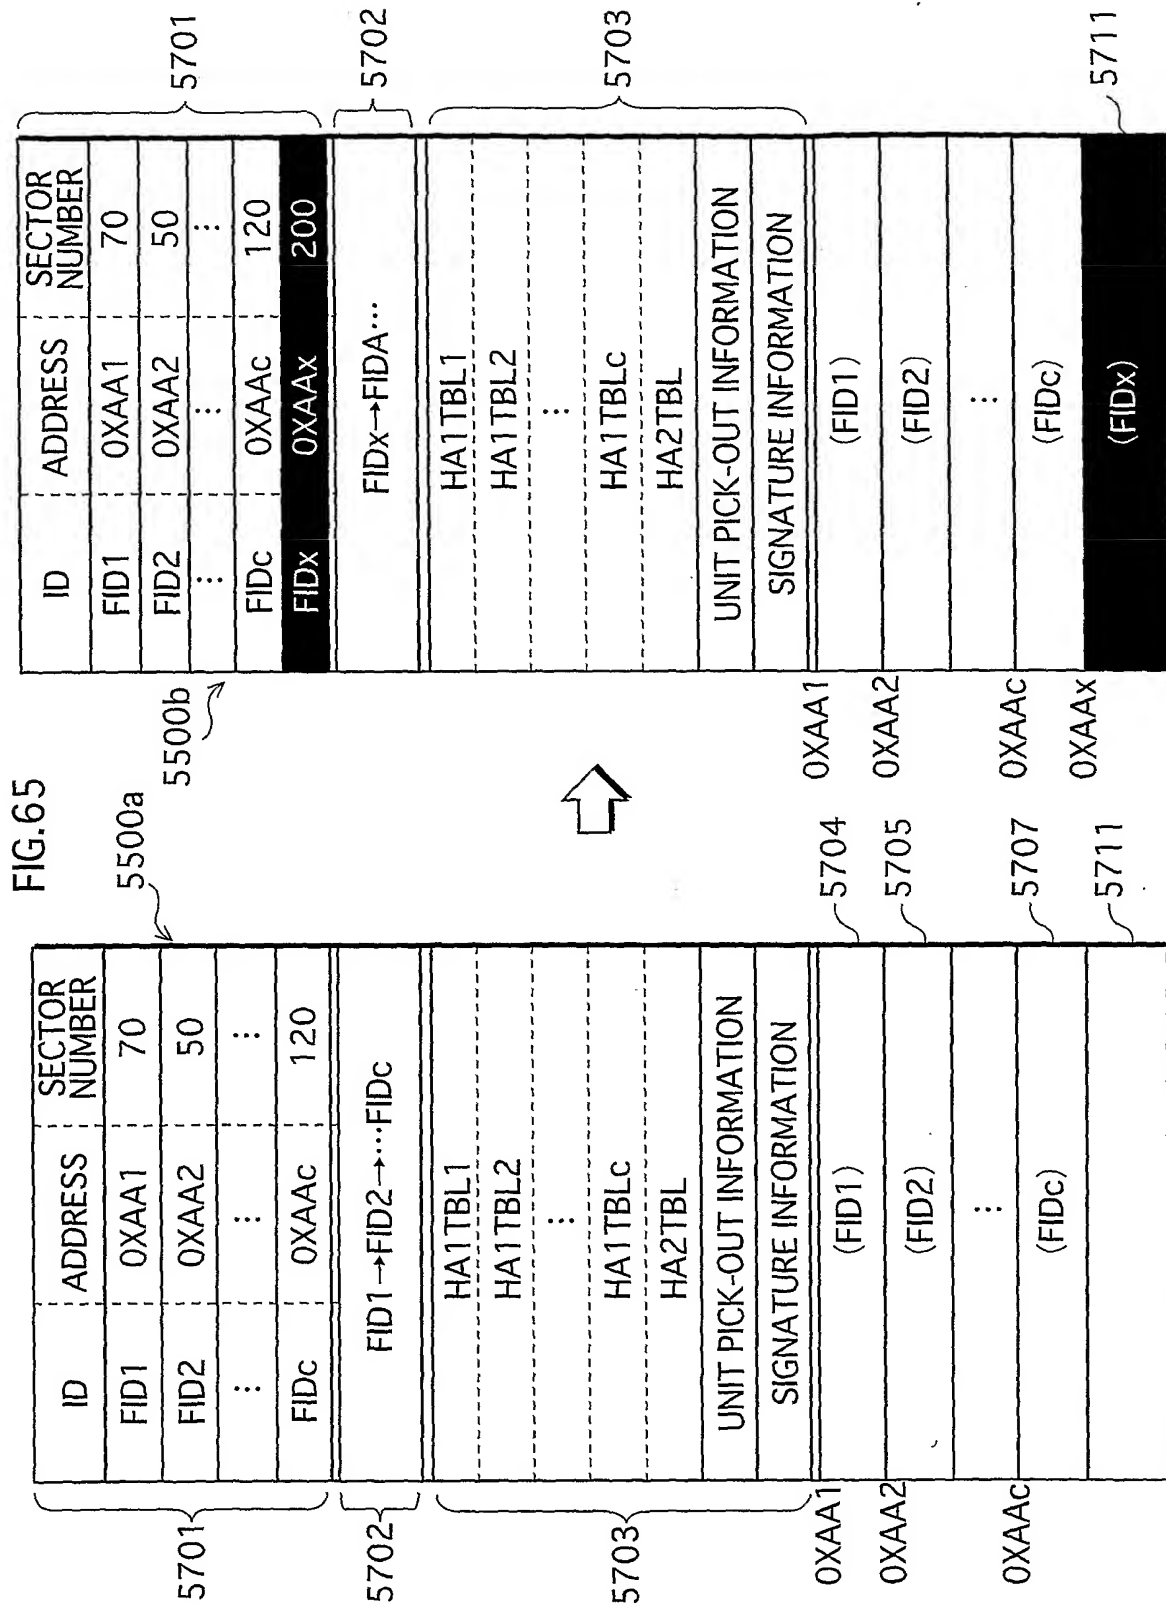 FIG.65
5500a
ID ADDRESS SECTOR NUMBER
FID1 0XAA1 70
FID2 0XAA2 50
⋮ ⋮ ⋮
FIDc 0XAAc 120
5701
FID1→FID2→⋯FIDc
5702
HA1TBL1
HA1TBL2
⋮
HA1TBLc
HA2TBL
UNIT PICK-OUT INFORMATION
SIGNATURE INFORMATION
5703
0XAA1 (FID1) 5704
0XAA2 (FID2) 5705
⋮
0XAAc (FIDc) 5707
5711
5500b
ID ADDRESS SECTOR NUMBER
FID1 0XAA1 70
FID2 0XAA2 50
⋮ ⋮ ⋮
FIDc 0XAAc 120
FIDx 0XAAx 200
5701
FIDx→FIDA⋯
5702
HA1TBL1
HA1TBL2
⋮
HA1TBLc
HA2TBL
UNIT PICK-OUT INFORMATION
SIGNATURE INFORMATION
5703
0XAA1 (FID1)
0XAA2 (FID2)
⋮
0XAAc (FIDc)
0XAAx (FIDx) 5711